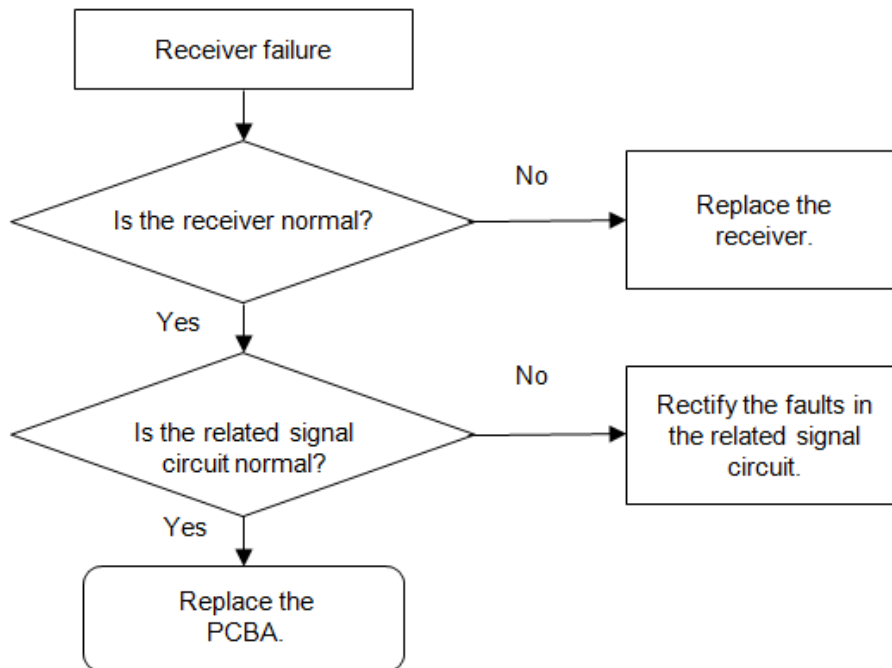 Receiver failure
Is the receiver normal?
No
Replace the
receiver.
Yes
Is the related signal
circuit normal?
No
Rectify the faults in
the related signal
circuit.
Yes
Replace the
PCBA.